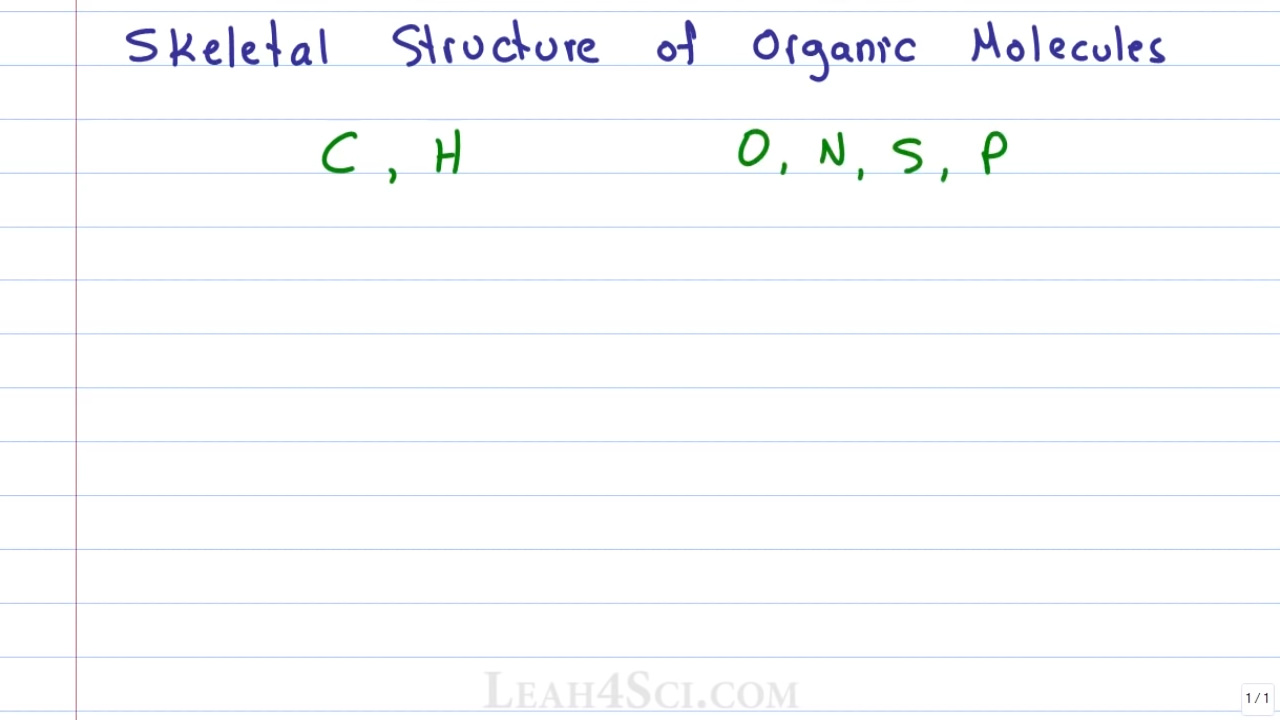 Skeletal Structure of Organic Molecules
C, H O, N, S, P
LEAH4SCI.COM
1/1